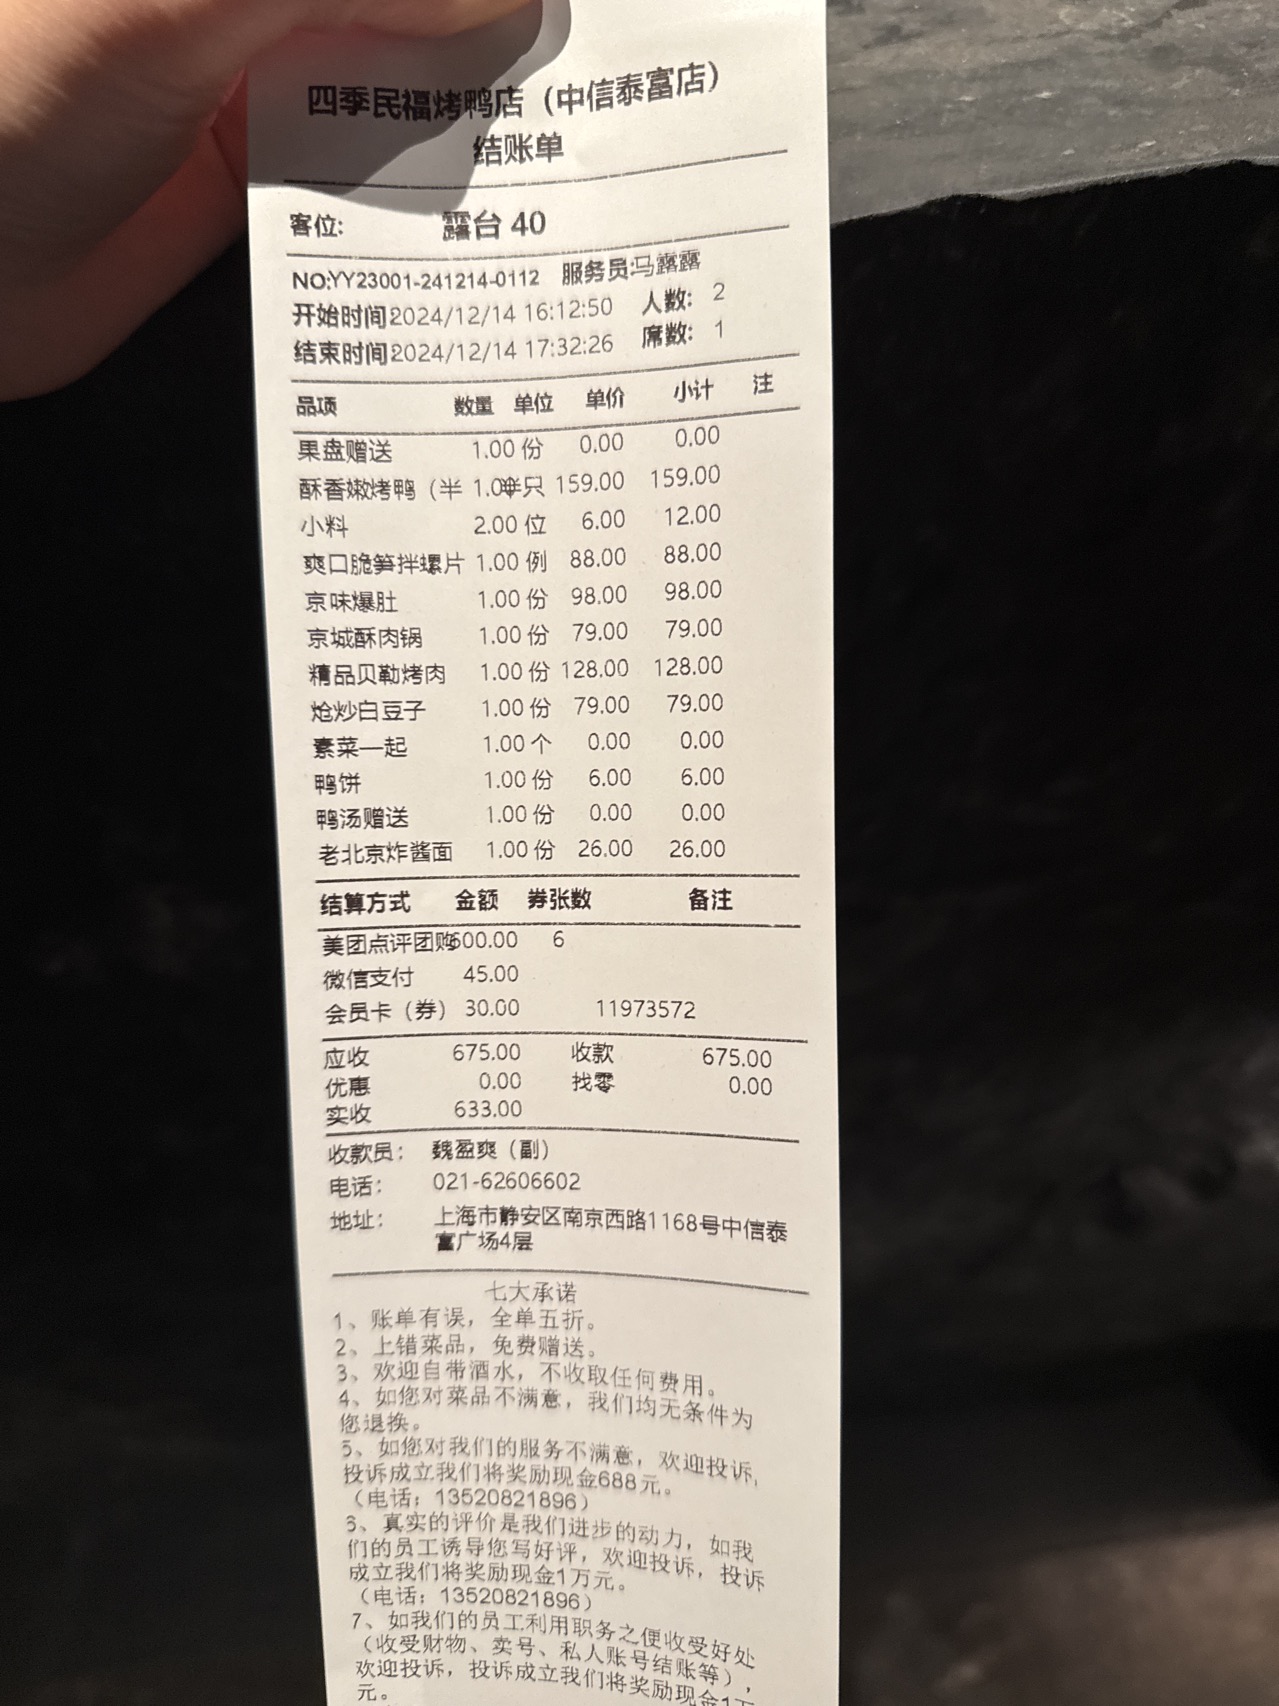 四季民福烤鸭店（中信泰富店）
结账单
客位: 露台 40
NO:YY23001-241214-0112 服务员:马露露
开始时间2024/12/14 16:12:50 人数: 2
结束时间2024/12/14 17:32:26 席数: 1
品项 数量 单位 单价 小计 注
果盘赠送 1.00 份 0.00 0.00
酥香嫩烤鸭（半 1.00半只 159.00 159.00
小料 2.00 位 6.00 12.00
爽口脆笋拌螺片 1.00 例 88.00 88.00
京味爆肚 1.00 份 98.00 98.00
京城酥肉锅 1.00 份 79.00 79.00
精品贝勒烤肉 1.00 份 128.00 128.00
炝炒白豆子 1.00 份 79.00 79.00
素菜一起 1.00 个 0.00 0.00
鸭饼 1.00 份 6.00 6.00
鸭汤赠送 1.00 份 0.00 0.00
老北京炸酱面 1.00 份 26.00 26.00
结算方式 金额 券张数 备注
美团点评团购600.00 6
微信支付 45.00
会员卡（券） 30.00 11973572
应收 675.00 收款 675.00
优惠 0.00 找零 0.00
实收 633.00
收款员： 魏盈爽（副）
电话： 021-62606602
地址： 上海市静安区南京西路1168号中信泰
富广场4层
七大承诺
1、账单有误，全单五折。
2、上错菜品，免费赠送。
3、欢迎自带酒水，不收取任何费用。
4、如您对菜品不满意，我们均无条件为
您退换。
5、如您对我们的服务不满意，欢迎投诉,
投诉成立我们将奖励现金688元。
（电话：13520821896）
6、真实的评价是我们进步的动力，如我
们的员工诱导您写好评，欢迎投诉，投诉
成立我们将奖励现金1万元。
（电话：13520821896）
7、如我们的员工利用职务之便收受好处
（收受财物、卖号、私人账号结账等），
欢迎投诉，投诉成立我们将奖励现金1万
元。